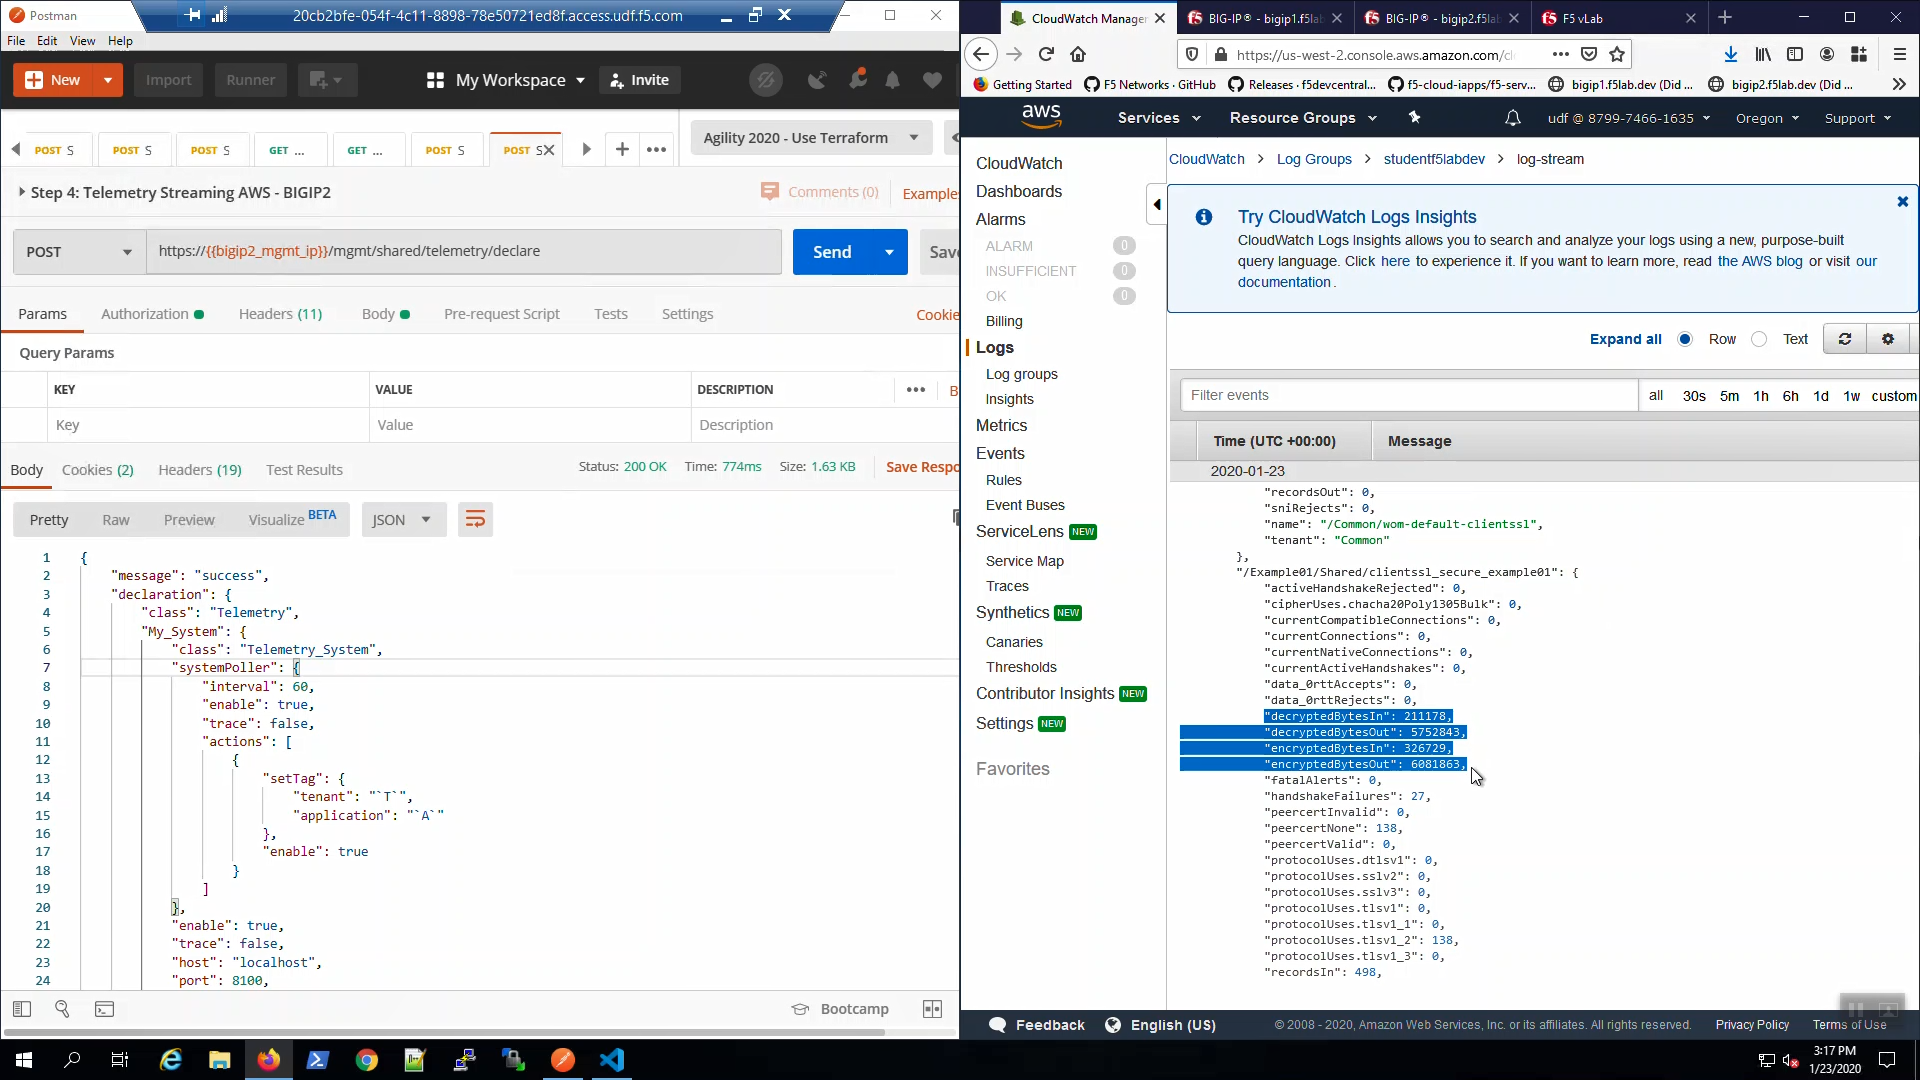 Postman
20cb2bfe-054f-4c11-8898-78e50721ed8f.access.udf.f5.com
File Edit View Help
New
Import
Runner
My Workspace
Invite
POST S
POST S
POST S
GET ...
GET ...
POST S
POST S
Agility 2020 - Use Terraform
Step 4: Telemetry Streaming AWS - BIGIP2
Comments (0)
Examples
POST
https://{{bigip2_mgmt_ip}}/mgmt/shared/telemetry/declare
Send
Params
Authorization
Headers (11)
Body
Pre-request Script
Tests
Settings
Cookie
Query Params
KEY
VALUE
DESCRIPTION
Key
Value
Description
Body
Cookies (2)
Headers (19)
Test Results
Status: 200 OK
Time: 774ms
Size: 1.63 KB
Save Respo
Pretty
Raw
Preview
Visualize BETA
JSON
1 {
2 "message": "success",
3 "declaration": {
4 "class": "Telemetry",
5 "My_System": {
6 "class": "Telemetry_System",
7 "systemPoller": {
8 "interval": 60,
9 "enable": true,
10 "trace": false,
11 "actions": [
12 {
13 "setTag": {
14 "tenant": "`T`",
15 "application": "`A`"
16 },
17 "enable": true
18 }
19 ]
20 },
21 "enable": true,
22 "trace": false,
23 "host": "localhost",
24 "port": 8100,
Bootcamp
CloudWatch Manager
BIG-IP® - bigip1.f5lab
BIG-IP® - bigip2.f5lab
F5 vLab
https://us-west-2.console.aws.amazon.com/cl
Getting Started
F5 Networks · GitHub
Releases · f5devcentral...
f5-cloud-iapps/f5-serv...
bigip1.f5lab.dev (Did ...
bigip2.f5lab.dev (Did ...
aws
Services
Resource Groups
udf @ 8799-7466-1635
Oregon
Support
CloudWatch
Dashboards
Alarms
ALARM 0
INSUFFICIENT 0
OK 0
Billing
Logs
Log groups
Insights
Metrics
Events
Rules
Event Buses
ServiceLens NEW
Service Map
Traces
Synthetics NEW
Canaries
Thresholds
Contributor Insights NEW
Settings NEW
Favorites
CloudWatch > Log Groups > studentf5labdev > log-stream
Try CloudWatch Logs Insights
CloudWatch Logs Insights allows you to search and analyze your logs using a new, purpose-built
query language. Click here to experience it. If you want to learn more, read the AWS blog or visit our
documentation.
Expand all
Row
Text
Filter events
all 30s 5m 1h 6h 1d 1w custom
Time (UTC +00:00)
Message
2020-01-23
"recordsOut": 0,
"sniRejects": 0,
"name": "/Common/wom-default-clientssl",
"tenant": "Common"
},
"/Example01/Shared/clientssl_secure_example01": {
"activeHandshakeRejected": 0,
"cipherUses.chacha20Poly1305Bulk": 0,
"currentCompatibleConnections": 0,
"currentConnections": 0,
"currentNativeConnections": 0,
"currentActiveHandshakes": 0,
"data_0rttAccepts": 0,
"data_0rttRejects": 0,
"decryptedBytesIn": 211178,
"decryptedBytesOut": 5752843,
"encryptedBytesIn": 326729,
"encryptedBytesOut": 6081863,
"fatalAlerts": 0,
"handshakeFailures": 27,
"peercertInvalid": 0,
"peercertNone": 138,
"peercertValid": 0,
"protocolUses.dtlsv1": 0,
"protocolUses.sslv2": 0,
"protocolUses.sslv3": 0,
"protocolUses.tlsv1": 0,
"protocolUses.tlsv1_1": 0,
"protocolUses.tlsv1_2": 138,
"protocolUses.tlsv1_3": 0,
"recordsIn": 498,
Feedback
English (US)
© 2008 - 2020, Amazon Web Services, Inc. or its affiliates. All rights reserved.
Privacy Policy
Terms of Use
3:17 PM
1/23/2020